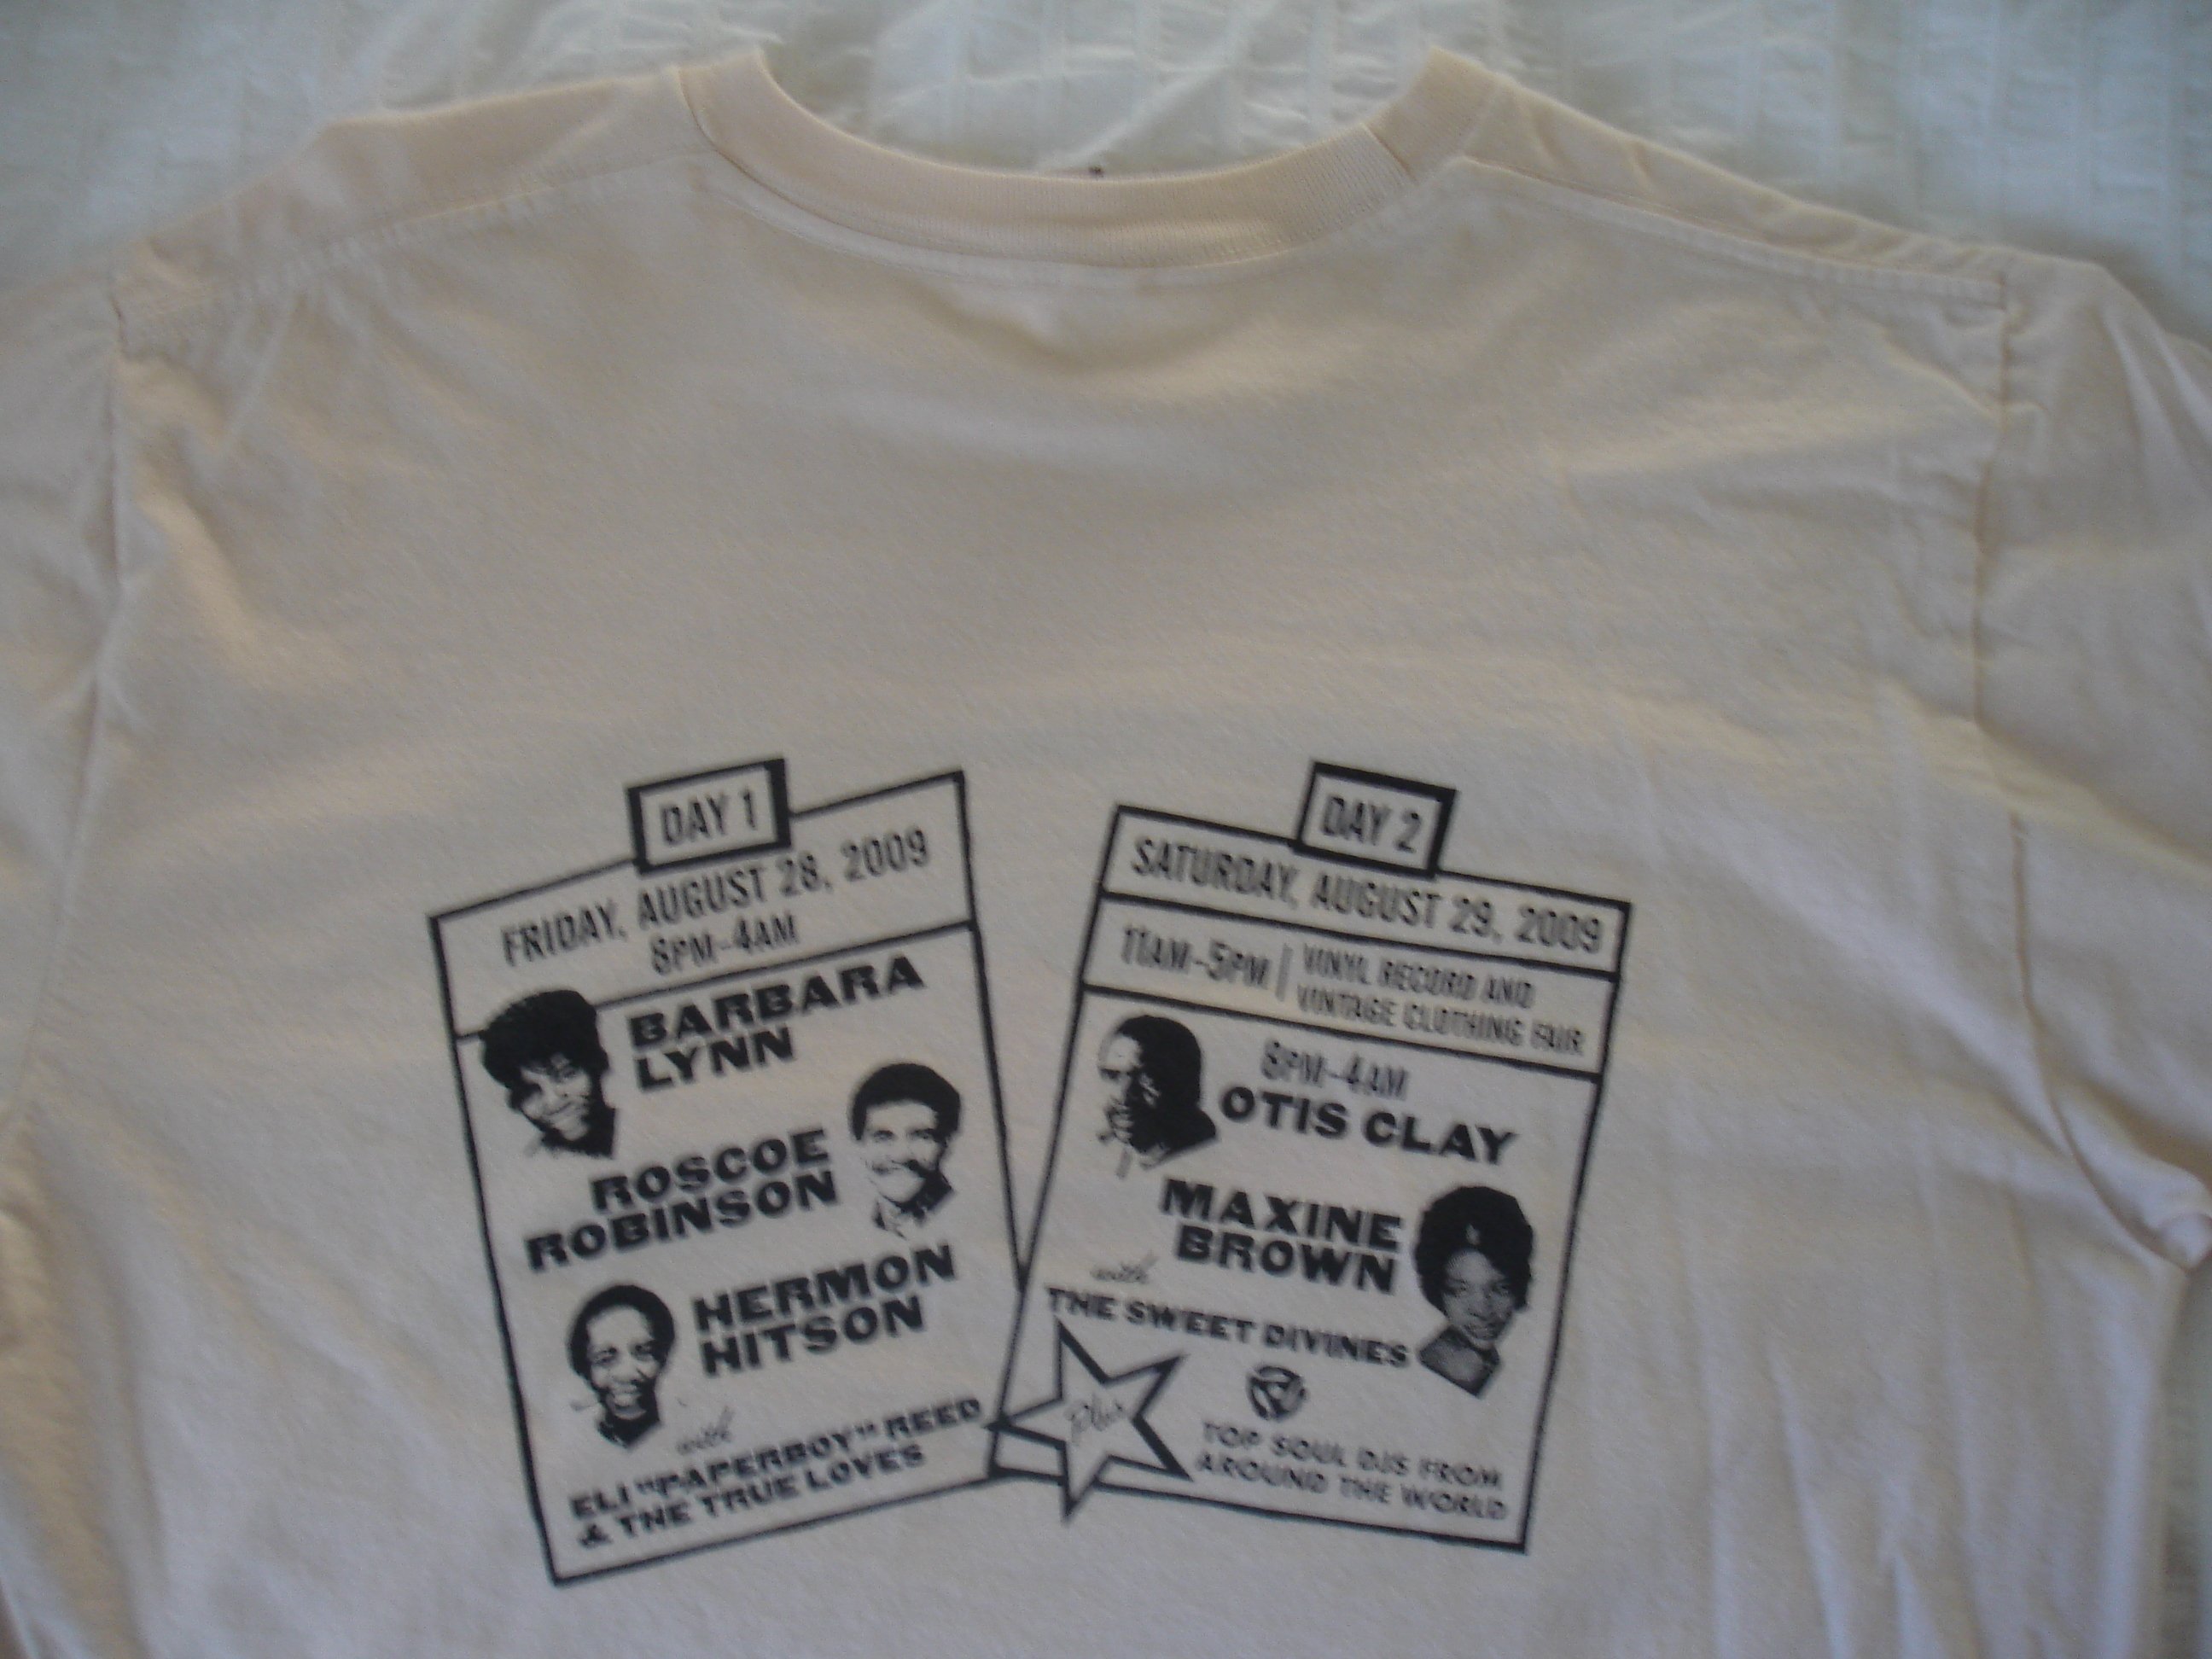 DAY 1
FRIDAY, AUGUST 28, 2009
8PM-4AM
BARBARA
LYNN
ROSCOE
ROBINSON
HERMON
HITSON
with
ELI "PAPERBOY" REED
& THE TRUE LOVES
DAY 2
SATURDAY, AUGUST 29, 2009
11AM-5PM
VINYL RECORD AND
VINTAGE CLOTHING FAIR
8PM-4AM
OTIS CLAY
MAXINE
BROWN
with
THE SWEET DIVINES
Plus
TOP SOUL DJS FROM
AROUND THE WORLD